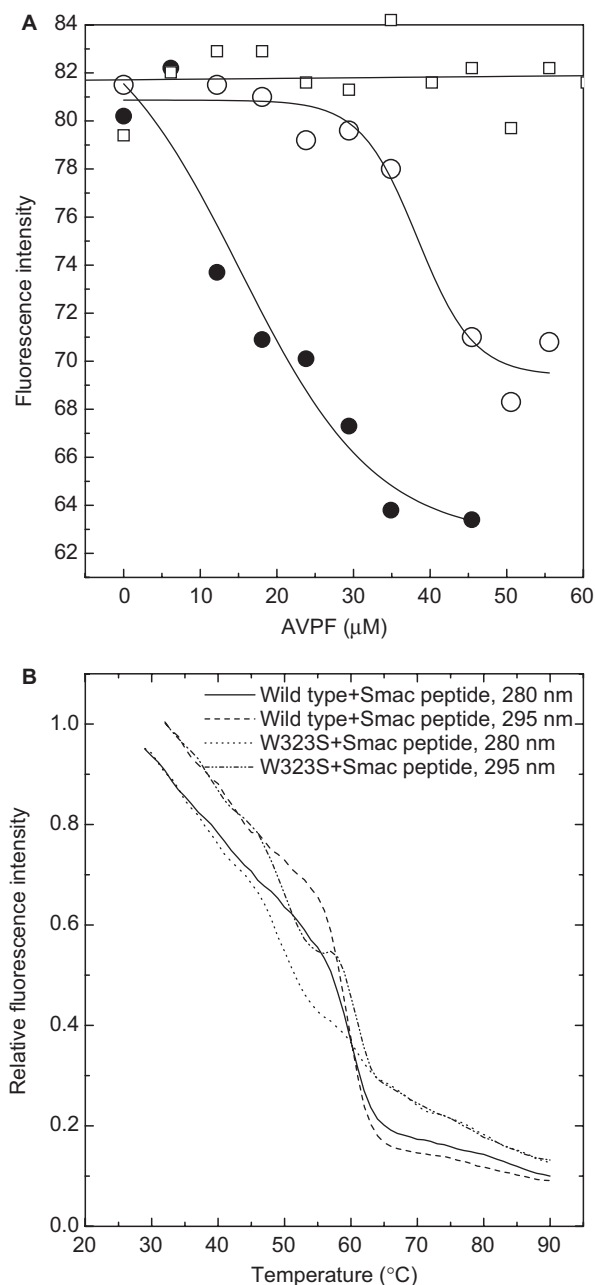 A
84
82
80
78
76
74
72
70
68
66
64
62
Fluorescence intensity
0 10 20 30 40 50 60
AVPF (μM)
B
Wild type+Smac peptide, 280 nm
Wild type+Smac peptide, 295 nm
W323S+Smac peptide, 280 nm
W323S+Smac peptide, 295 nm
1.0
0.8
0.6
0.4
0.2
0.0
Relative fluorescence intensity
20 30 40 50 60 70 80 90
Temperature (°C)